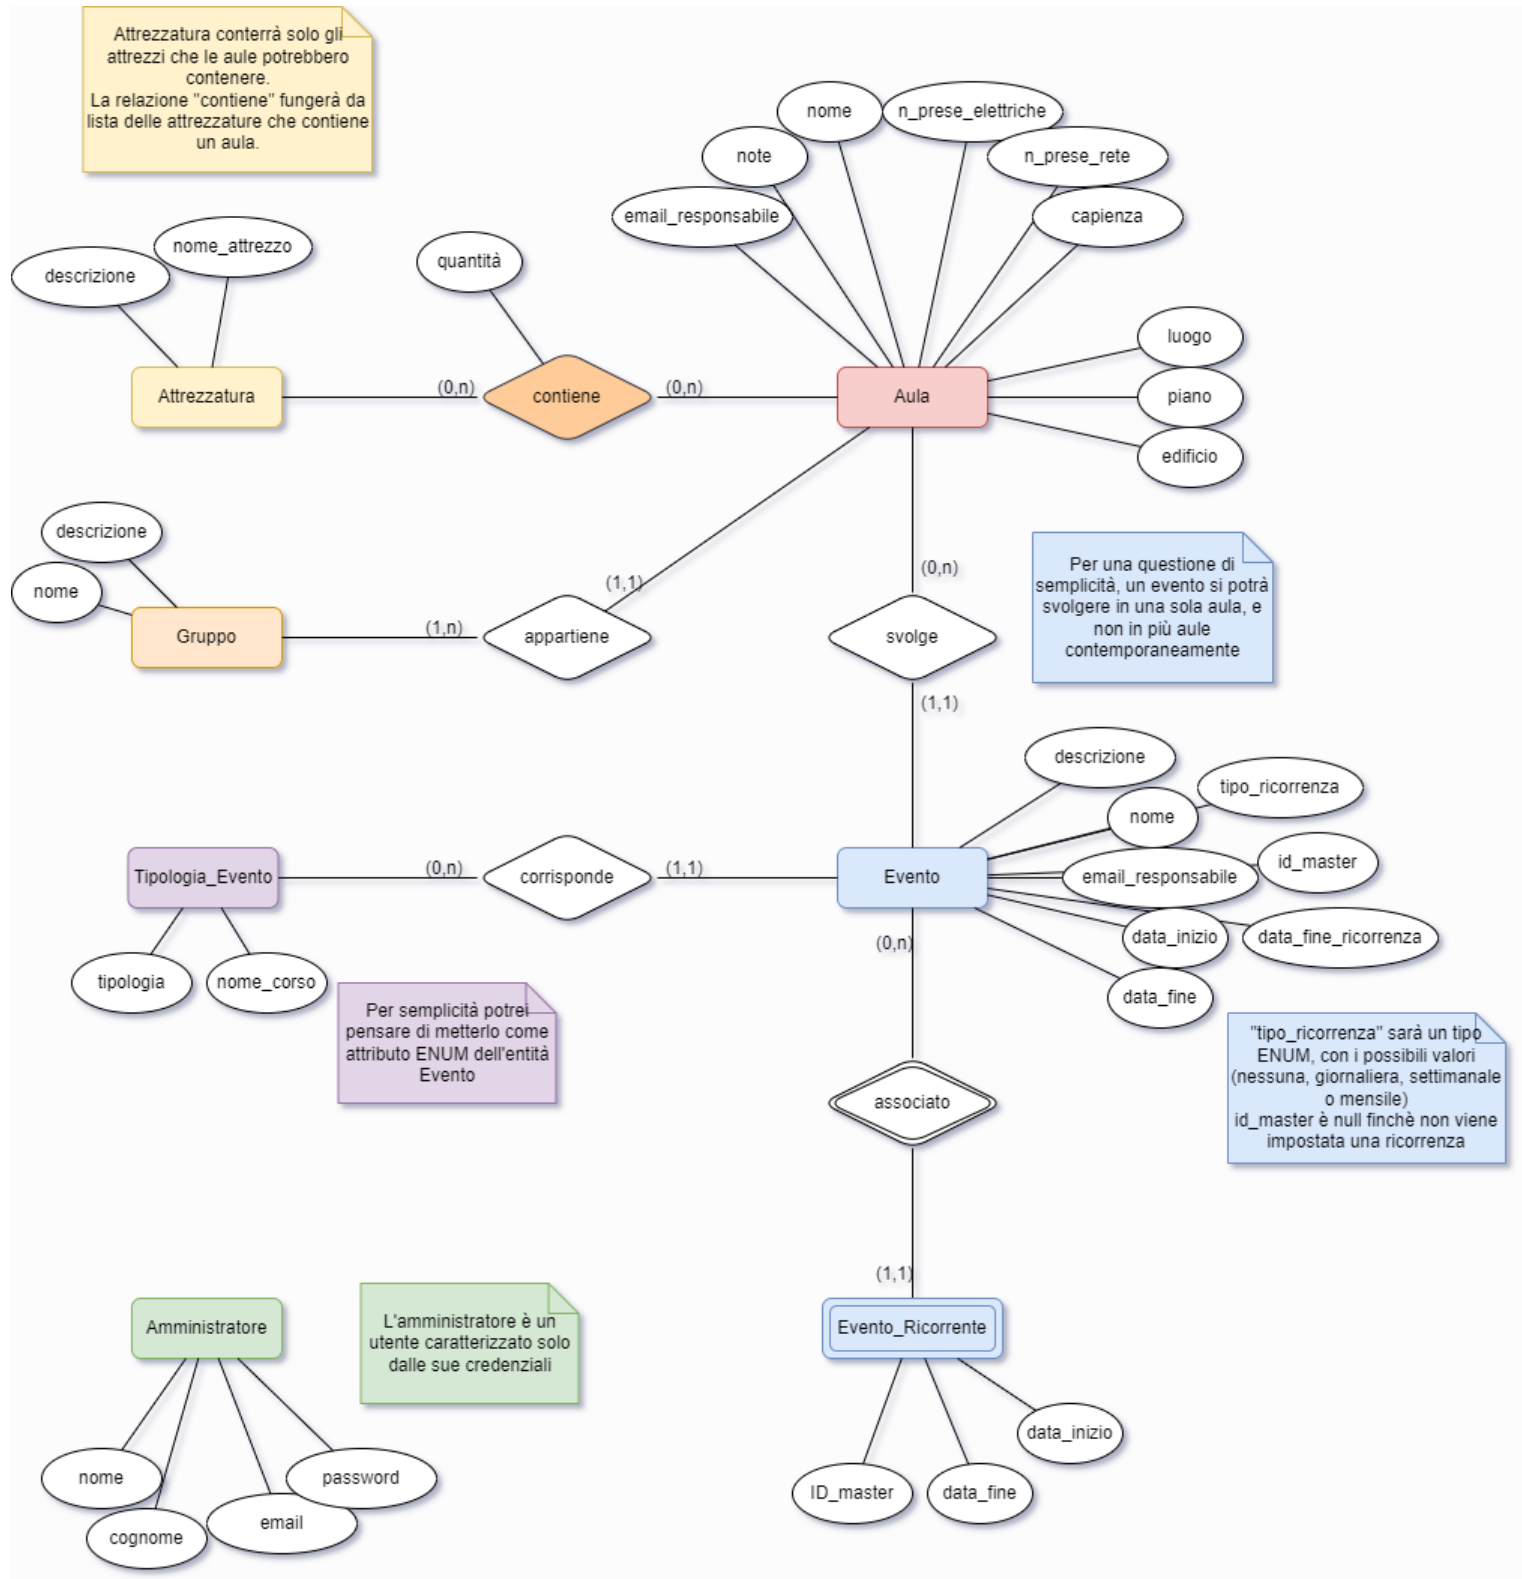 Attrezzatura conterrà solo gli
attrezzi che le aule potrebbero
contenere.
La relazione "contiene" fungerà da
lista delle attrezzature che contiene
un aula.
nome
n_prese_elettriche
note
n_prese_rete
email_responsabile
capienza
nome_attrezzo
descrizione
quantità
luogo
Attrezzatura
(0,n)
contiene
(0,n)
Aula
piano
edificio
descrizione
nome
(1,1)
(0,n)
Per una questione di
semplicità, un evento si potrà
svolgere in una sola aula, e
non in più aule
contemporaneamente
Gruppo
(1,n)
appartiene
svolge
(1,1)
descrizione
tipo_ricorrenza
nome
Tipologia_Evento
(0,n)
corrisponde
(1,1)
Evento
email_responsabile
id_master
(0,n)
data_inizio
data_fine_ricorrenza
data_fine
tipologia
nome_corso
Per semplicità potrei
pensare di metterlo come
attributo ENUM dell'entità
Evento
"tipo_ricorrenza" sarà un tipo
ENUM, con i possibili valori
(nessuna, giornaliera, settimanale
o mensile)
id_master è null finchè non viene
impostata una ricorrenza
associato
(1,1)
Amministratore
L'amministratore è un
utente caratterizzato solo
dalle sue credenziali
Evento_Ricorrente
nome
cognome
email
password
ID_master
data_fine
data_inizio